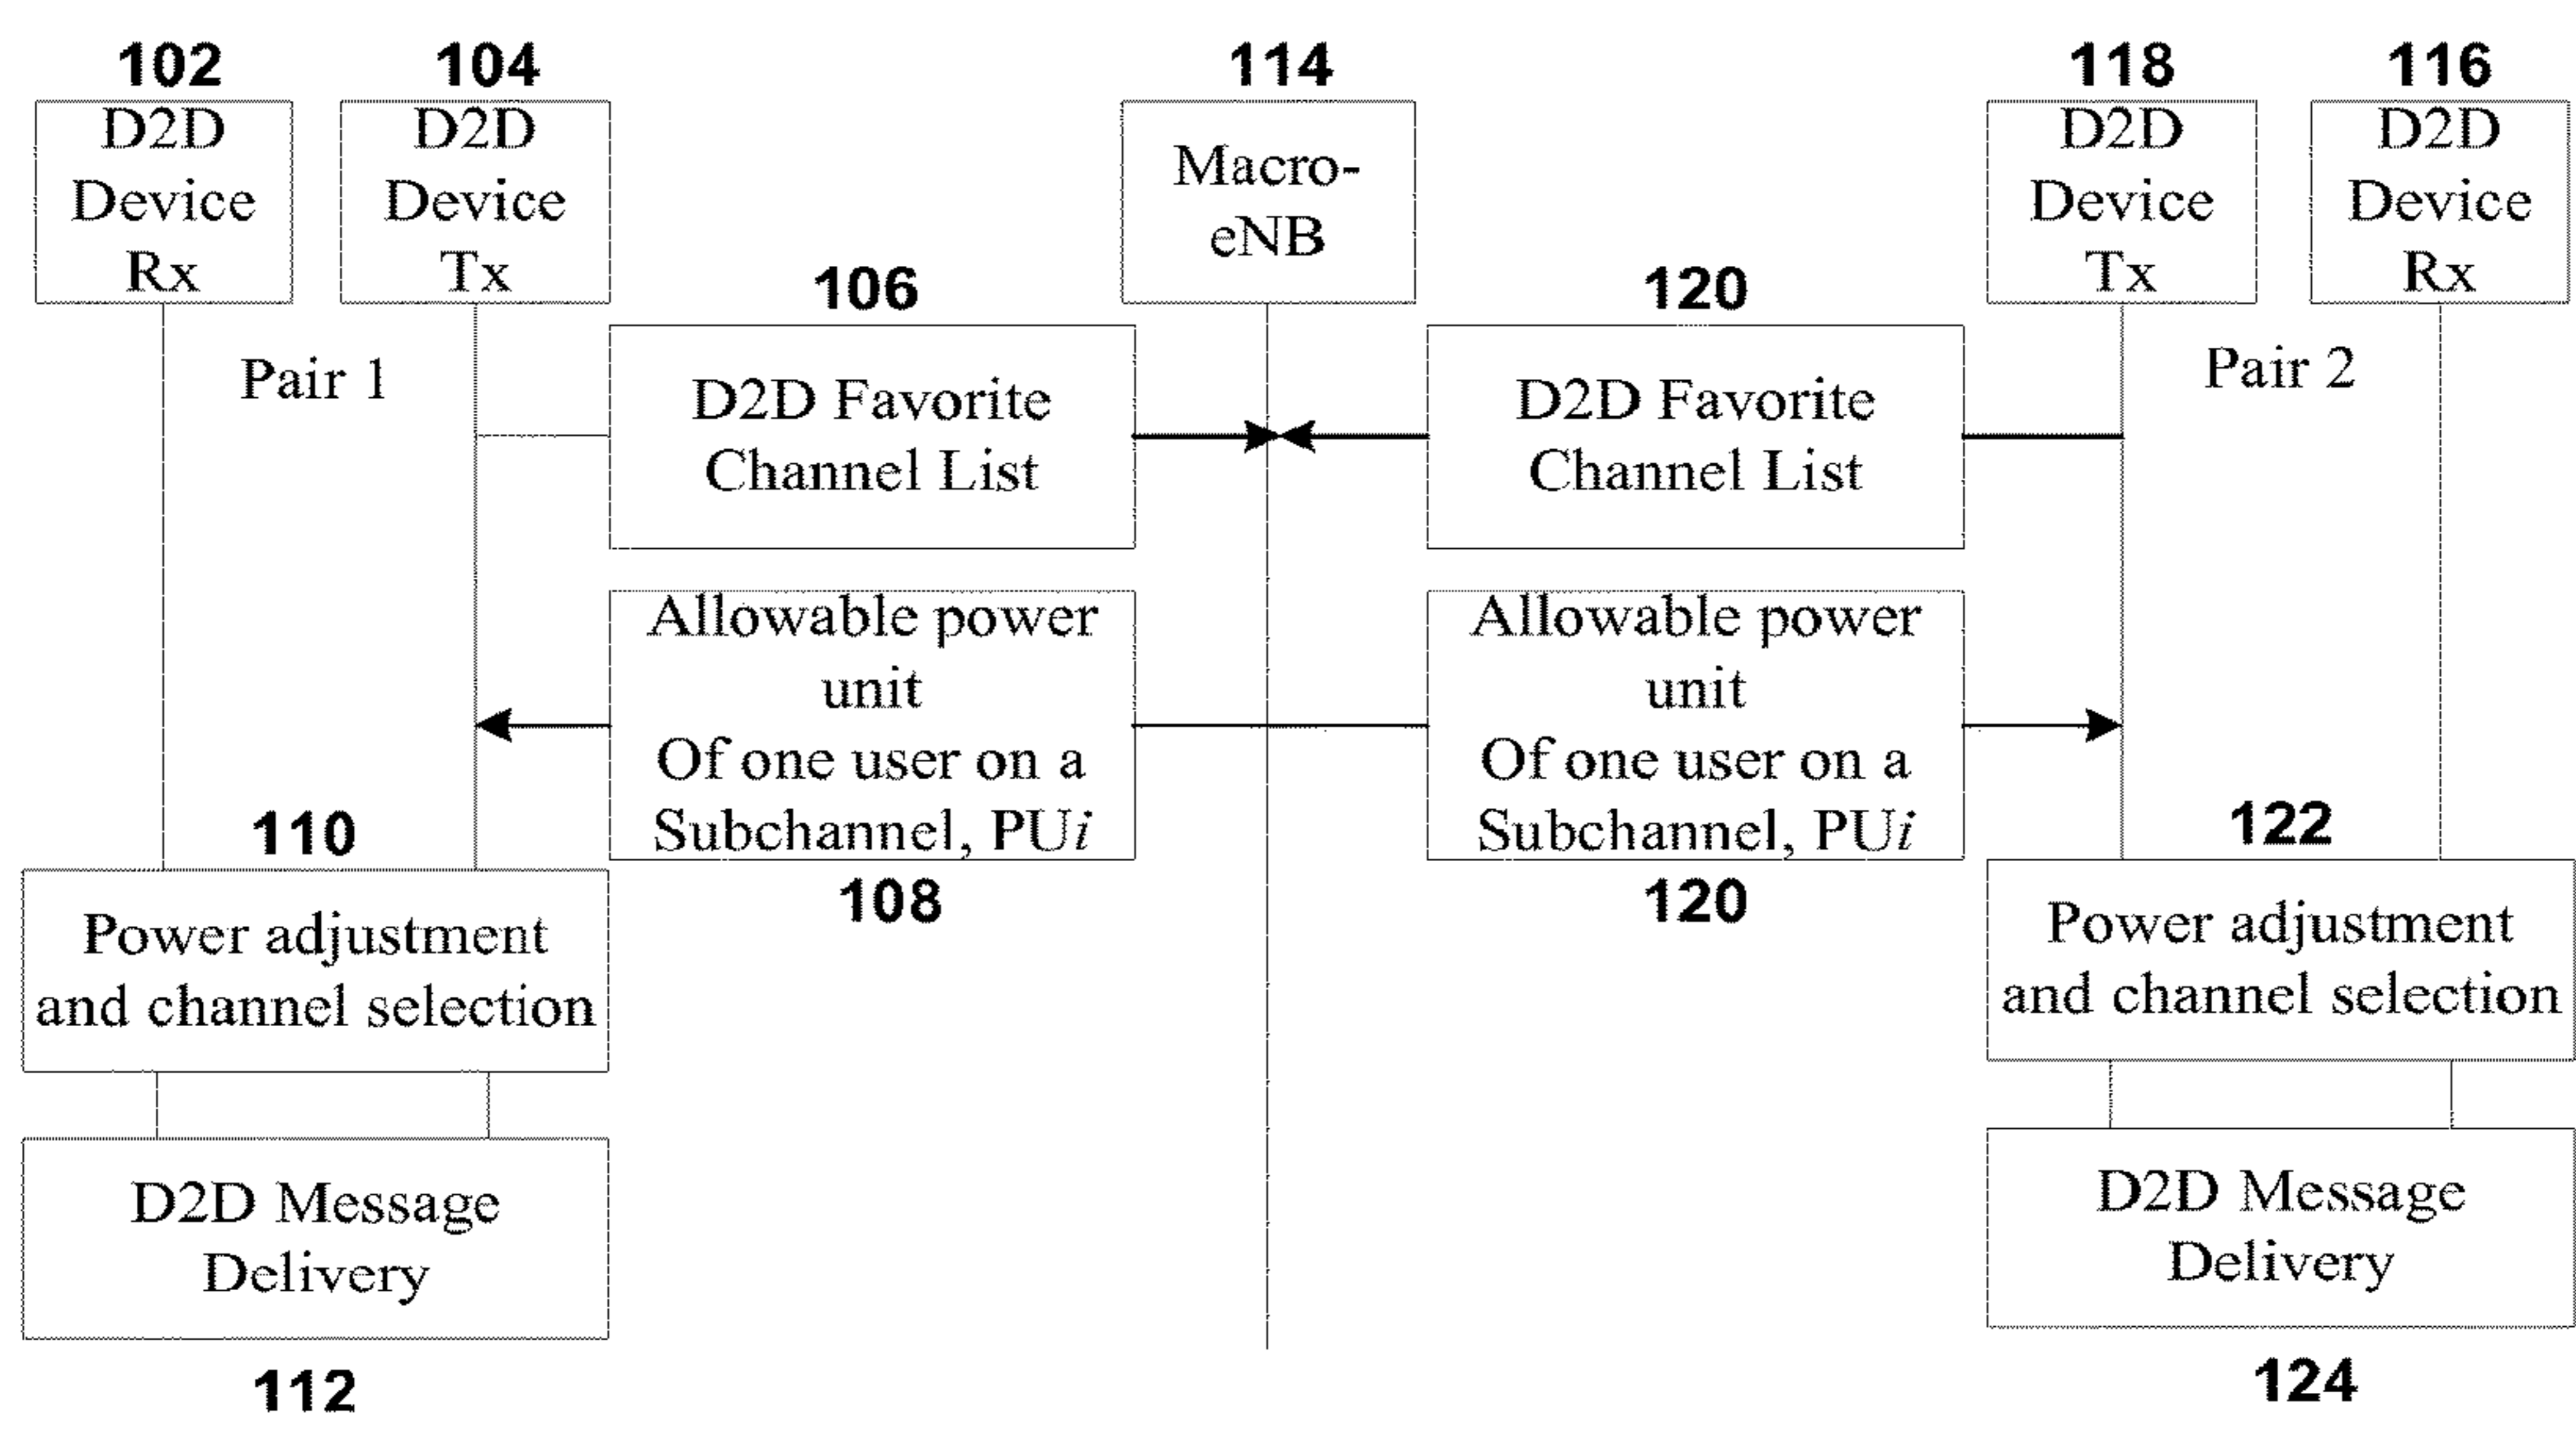 102
D2D
Device
Rx
104
D2D
Device
Tx
114
Macro-
eNB
118
D2D
Device
Tx
116
D2D
Device
Rx
Pair 1
106
D2D Favorite
Channel List
120
D2D Favorite
Channel List
Pair 2
Allowable power
unit
Of one user on a
Subchannel, PUi
108
Allowable power
unit
Of one user on a
Subchannel, PUi
120
110
Power adjustment
and channel selection
122
Power adjustment
and channel selection
D2D Message
Delivery
112
D2D Message
Delivery
124